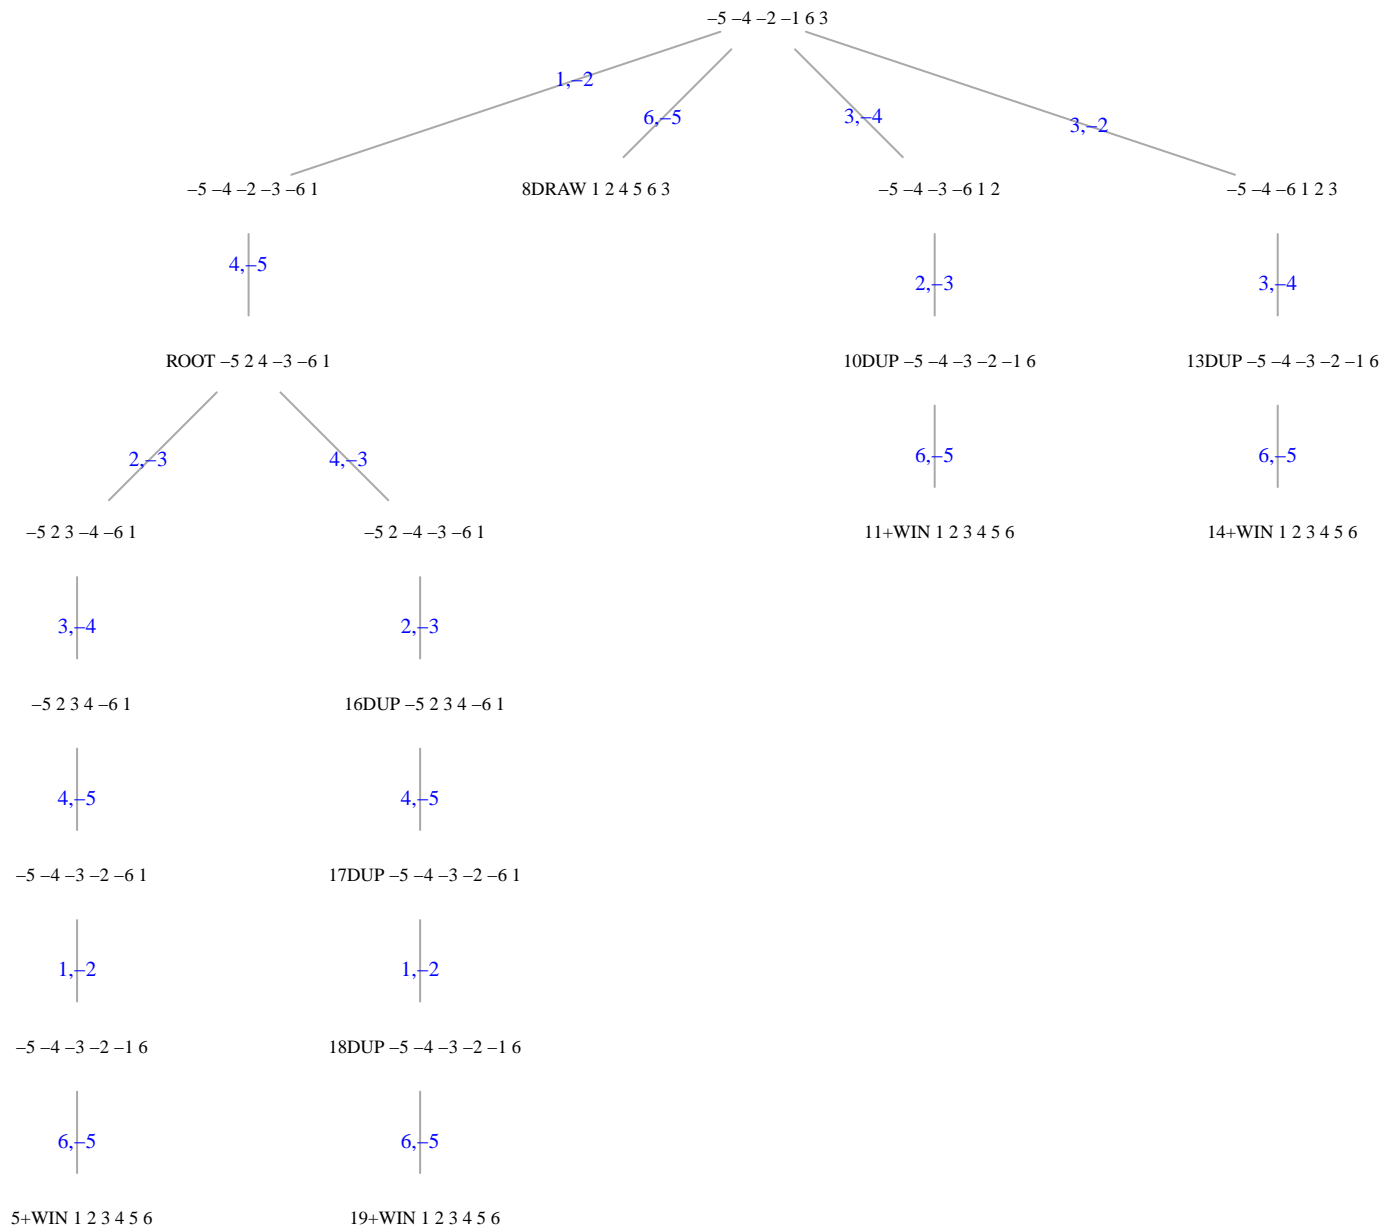 –5 –4 –2 –1 6 3
1,–2
6,–5
3,–4
3,–2
–5 –4 –2 –3 –6 1
8DRAW 1 2 4 5 6 3
–5 –4 –3 –6 1 2
–5 –4 –6 1 2 3
4,–5
2,–3
3,–4
ROOT –5 2 4 –3 –6 1
10DUP –5 –4 –3 –2 –1 6
13DUP –5 –4 –3 –2 –1 6
2,–3
4,–3
6,–5
6,–5
–5 2 3 –4 –6 1
–5 2 –4 –3 –6 1
11+WIN 1 2 3 4 5 6
14+WIN 1 2 3 4 5 6
3,–4
2,–3
–5 2 3 4 –6 1
16DUP –5 2 3 4 –6 1
4,–5
4,–5
–5 –4 –3 –2 –6 1
17DUP –5 –4 –3 –2 –6 1
1,–2
1,–2
–5 –4 –3 –2 –1 6
18DUP –5 –4 –3 –2 –1 6
6,–5
6,–5
5+WIN 1 2 3 4 5 6
19+WIN 1 2 3 4 5 6